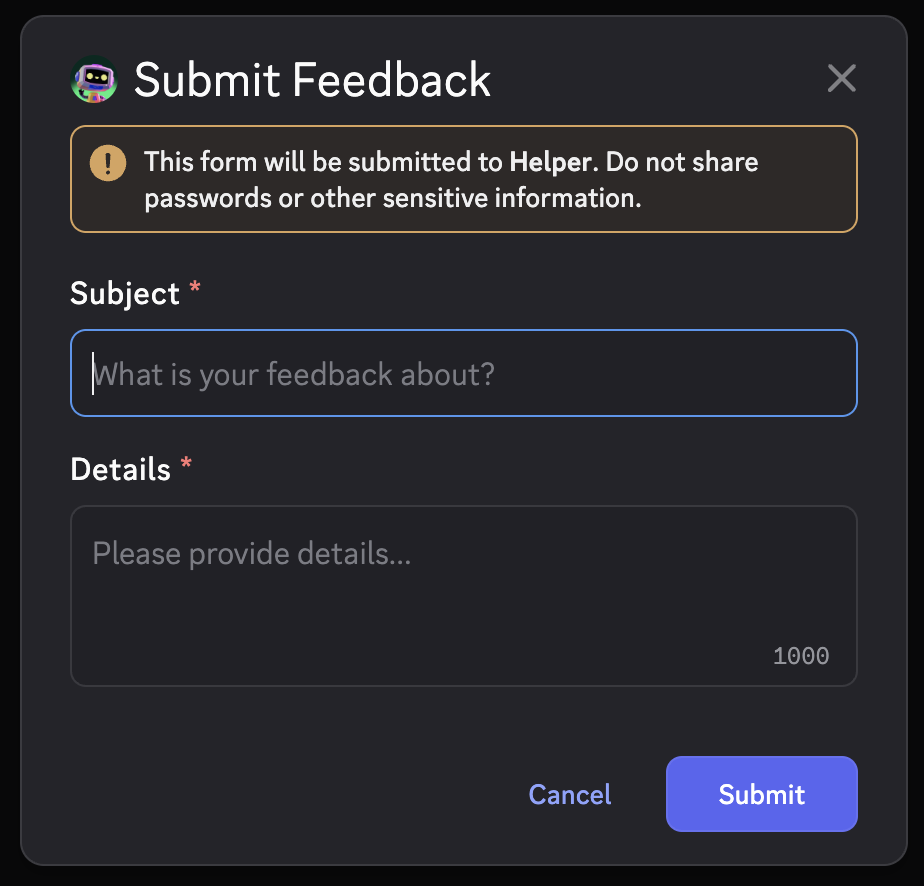 Submit Feedback
This form will be submitted to Helper. Do not share
passwords or other sensitive information.
Subject *
What is your feedback about?
Details *
Please provide details...
1000
Cancel
Submit